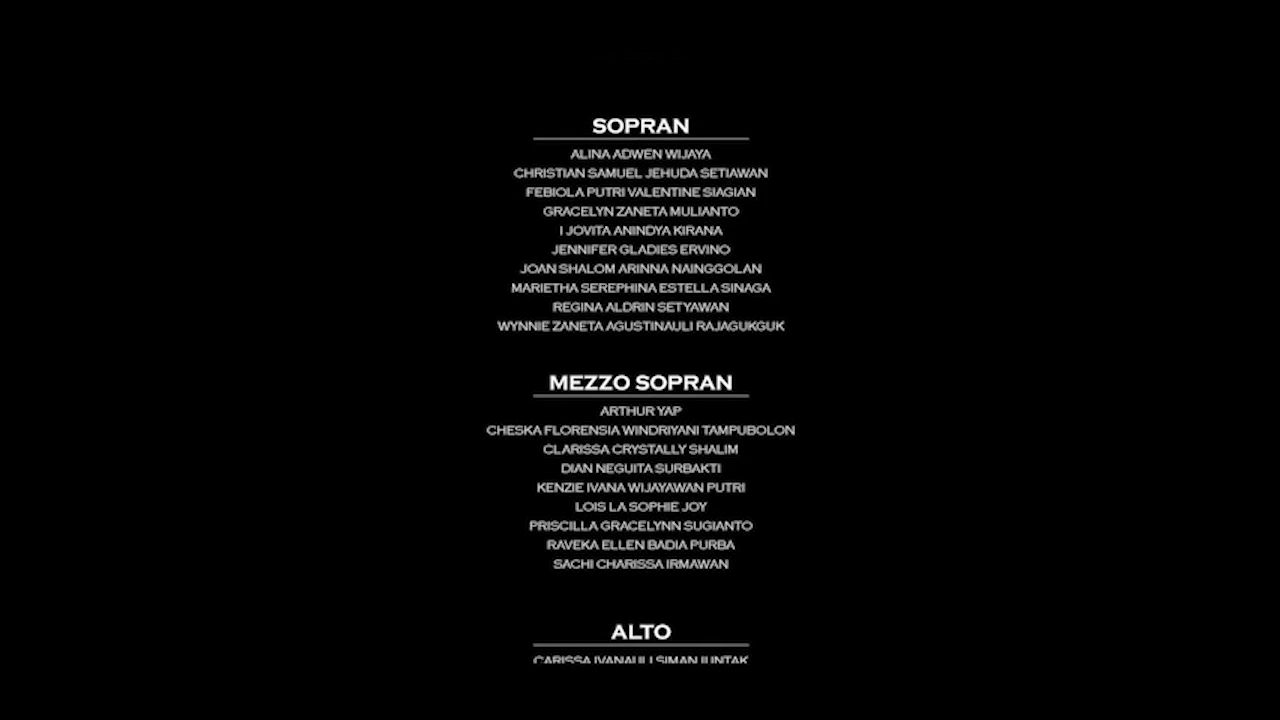 SOPRAN
ALINA ADWEN WIJAYA
CHRISTIAN SAMUEL JEHUDA SETIAWAN
FEBIOLA PUTRI VALENTINE SIAGIAN
GRACELYN ZANETA MULIANTO
I JOVITA ANINDYA KIRANA
JENNIFER GLADIES ERVINO
JOAN SHALOM ARINNA NAINGGOLAN
MARIETHA SEREPHINA ESTELLA SINAGA
REGINA ALDRIN SETYAWAN
WYNNIE ZANETA AGUSTINAULI RAJAGUKGUK
MEZZO SOPRAN
ARTHUR YAP
CHESKA FLORENSIA WINDRIYANI TAMPUBOLON
CLARISSA CRYSTALLY SHALIM
DIAN NEGUITA SURBAKTI
KENZIE IVANA WIJAYAWAN PUTRI
LOIS LA SOPHIE JOY
PRISCILLA GRACELYNN SUGIANTO
RAVEKA ELLEN BADIA PURBA
SACHI CHARISSA IRMAWAN
ALTO
CARISSA IVANAULI SIMANJUNTAK